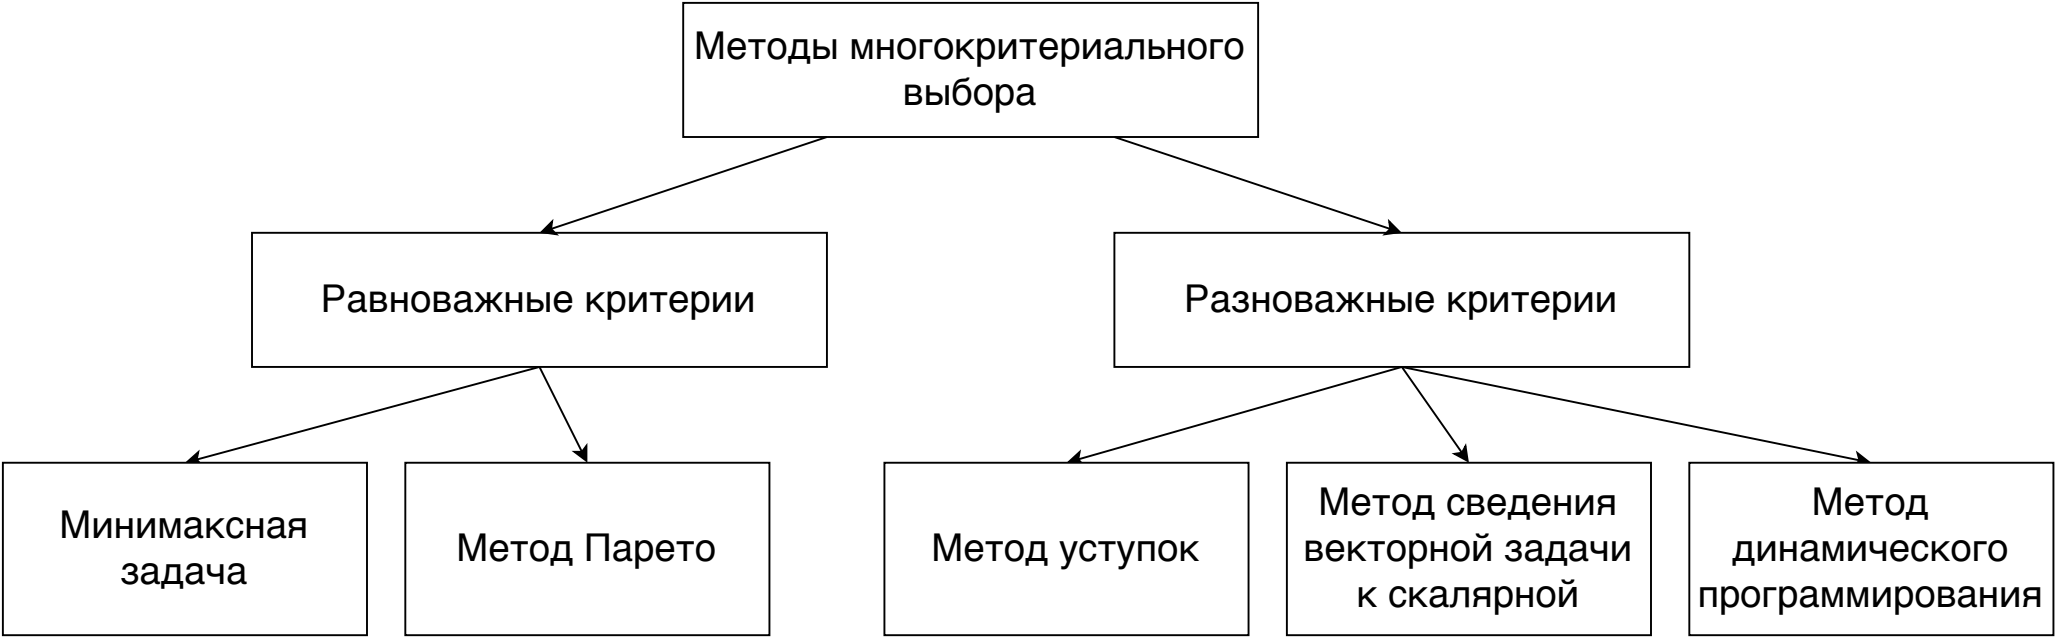 Методы многокритериального
выбора
Равноважные критерии
Разноважные критерии
Минимаксная
задача
Метод Парето
Метод уступок
Метод сведения
векторной задачи
к скалярной
Метод
динамического
программирования